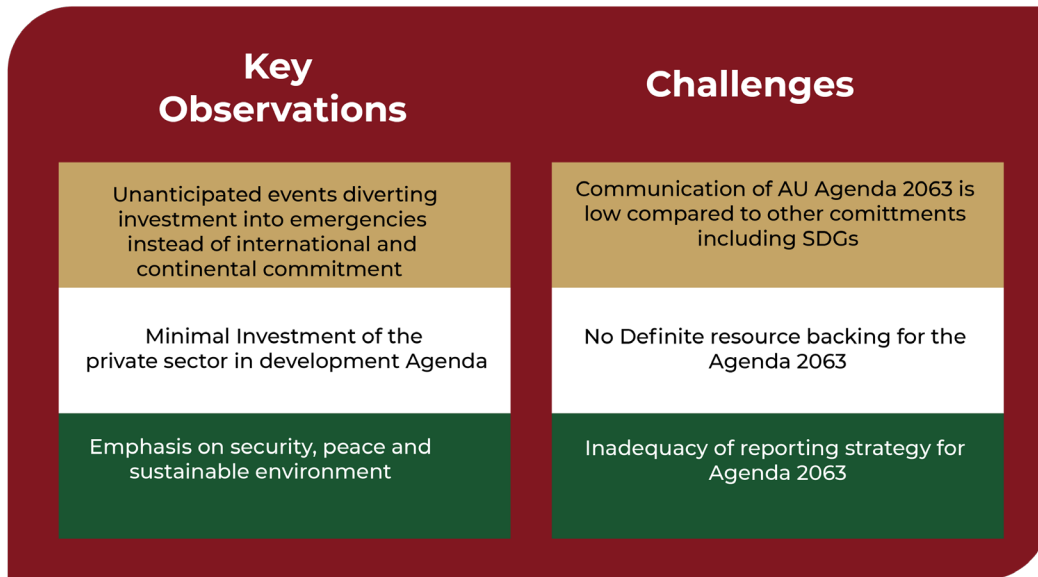 Key
Observations
Unanticipated events diverting
investment into emergencies
instead of international and
continental commitment
Minimal Investment of the
private sector in development Agenda
Emphasis on security, peace and
sustainable environment
Challenges
Communication of AU Agenda 2063 is
low compared to other comittments
including SDGs
No Definite resource backing for the
Agenda 2063
Inadequacy of reporting strategy for
Agenda 2063